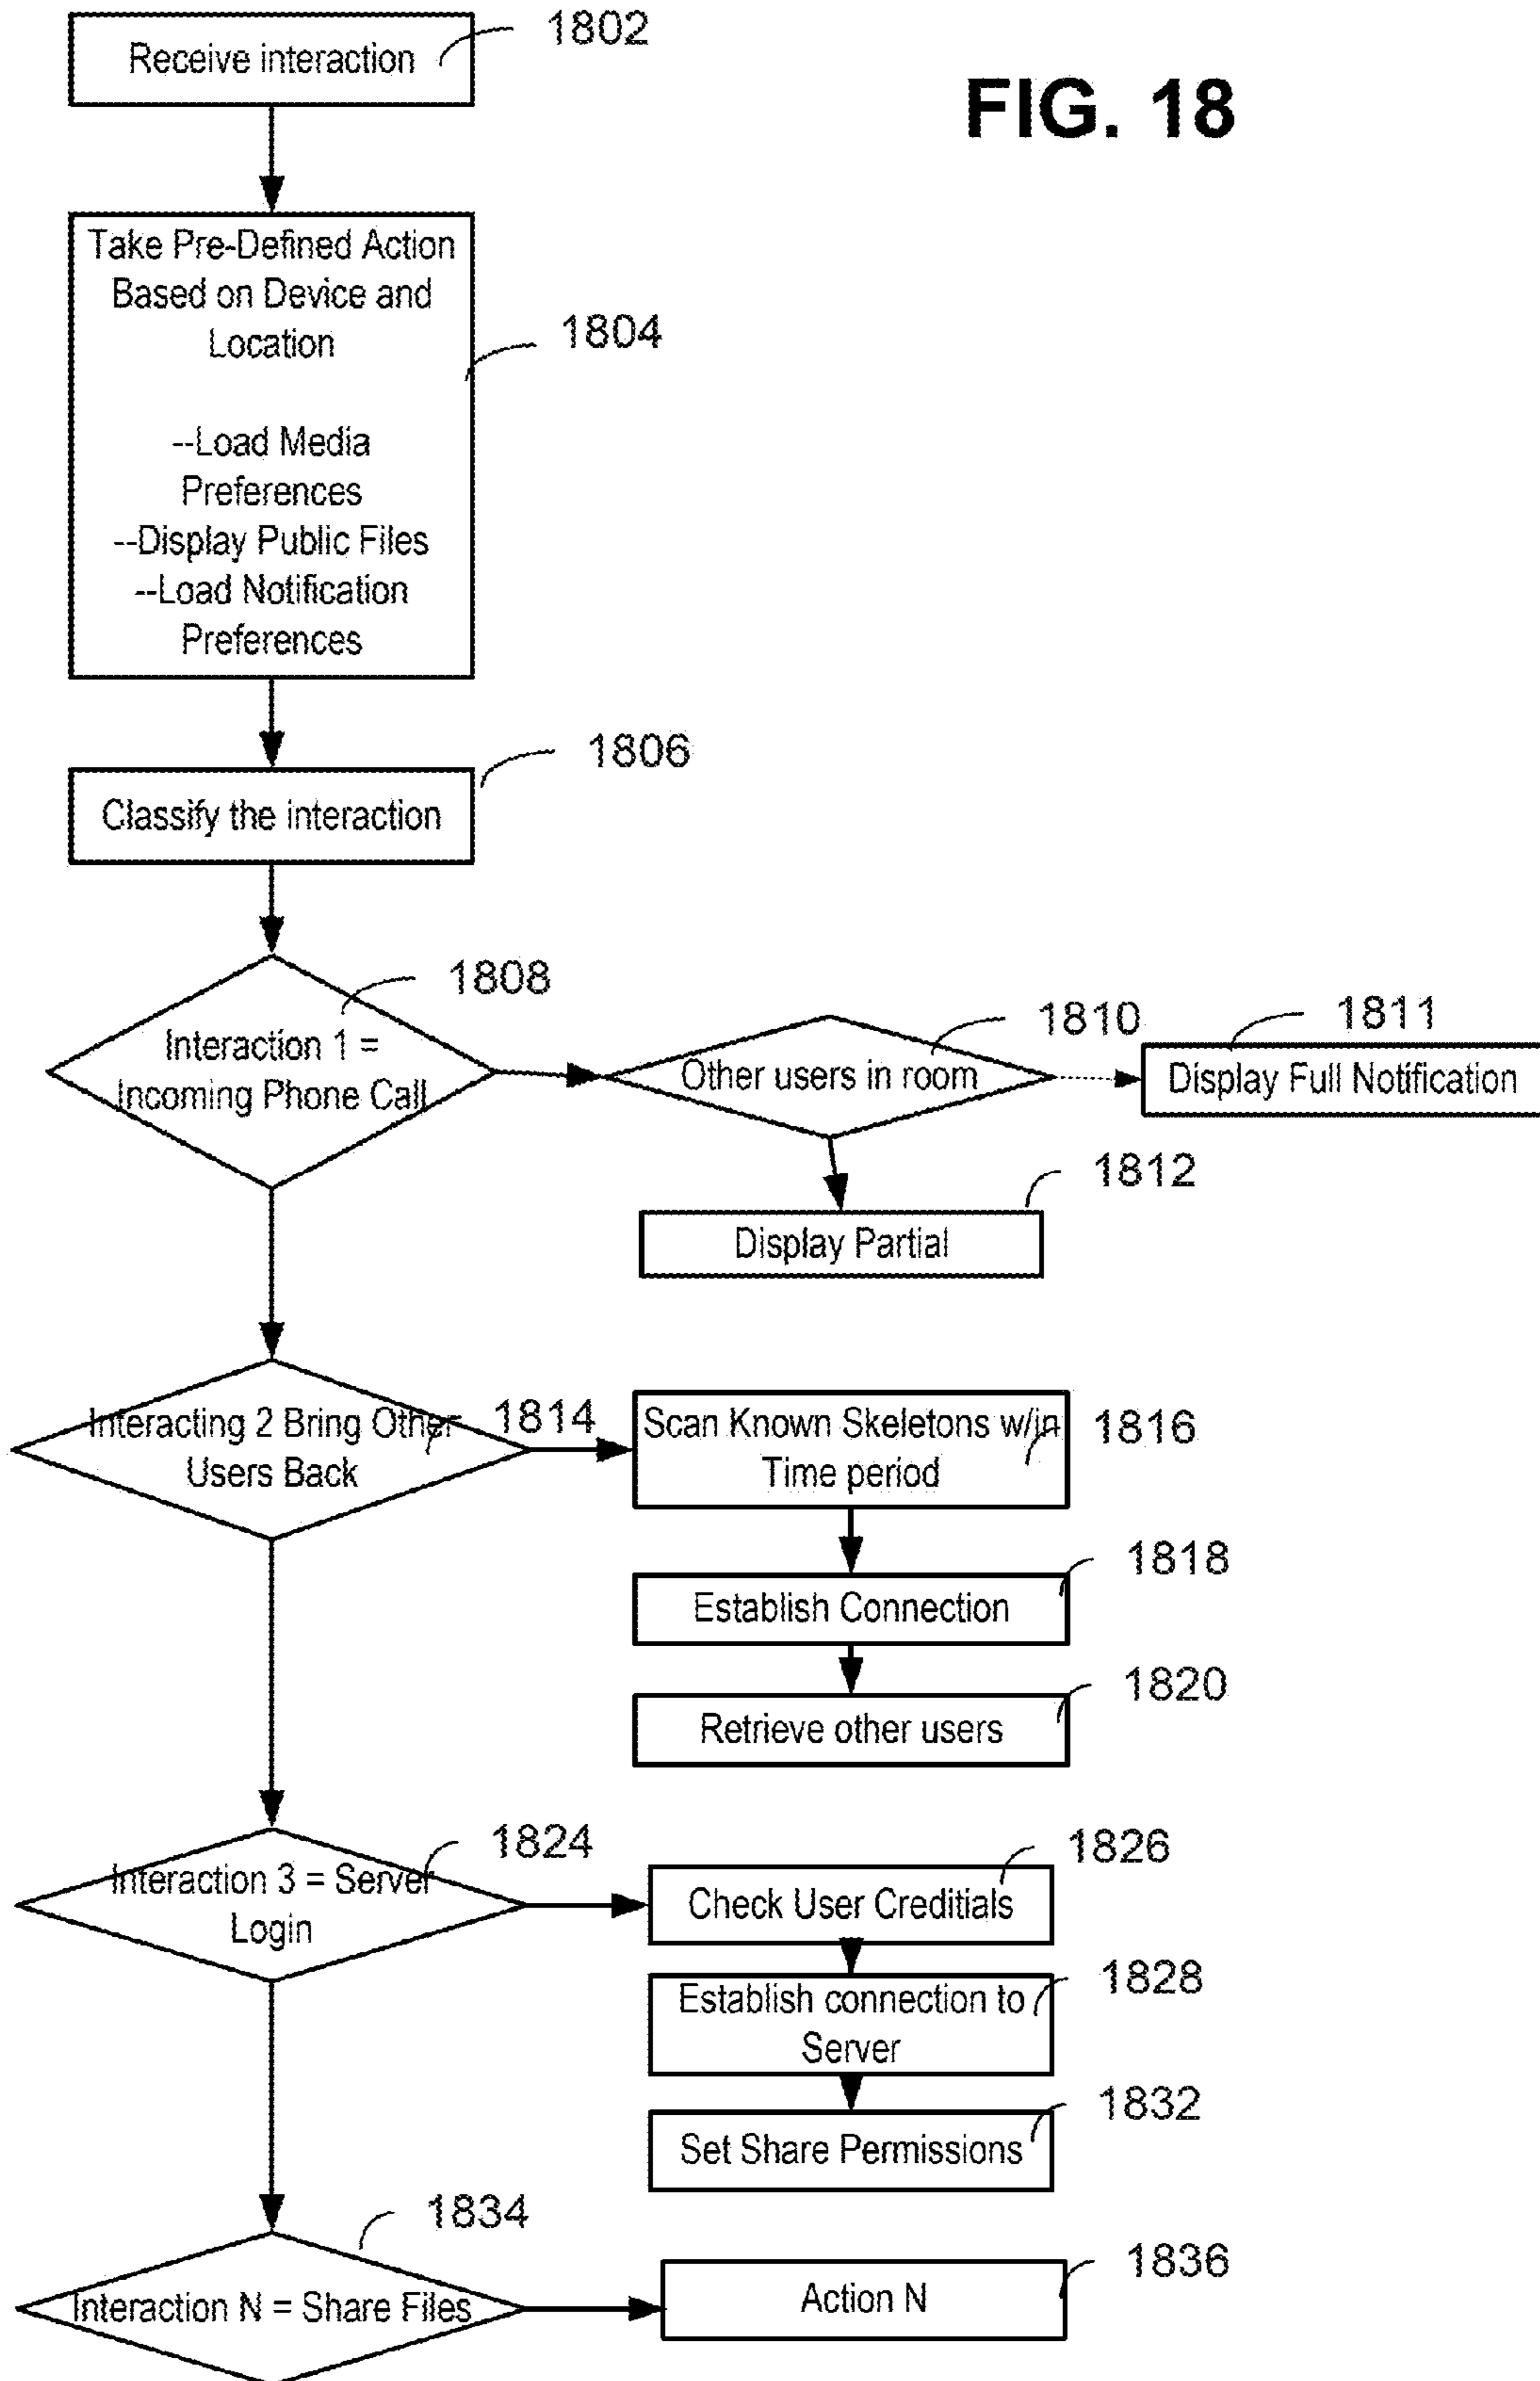 1802
Receive interaction
FIG. 18
Take Pre-Defined Action
Based on Device and
Location
1804
--Load Media
Preferences
--Display Public Files
--Load Notification
Preferences
1806
Classify the interaction
1808
Interaction 1 =
Incoming Phone Call
1810
Other users in room
1811
Display Full Notification
1812
Display Partial
Interacting 2 Bring Other
Users Back
1814
Scan Known Skeletons w/in
Time period
1816
1818
Establish Connection
1820
Retrieve other users
1824
Interaction 3 = Server
Login
1826
Check User Creditials
1828
Establish connection to
Server
1832
Set Share Permissions
1834
Interaction N = Share Files
1836
Action N